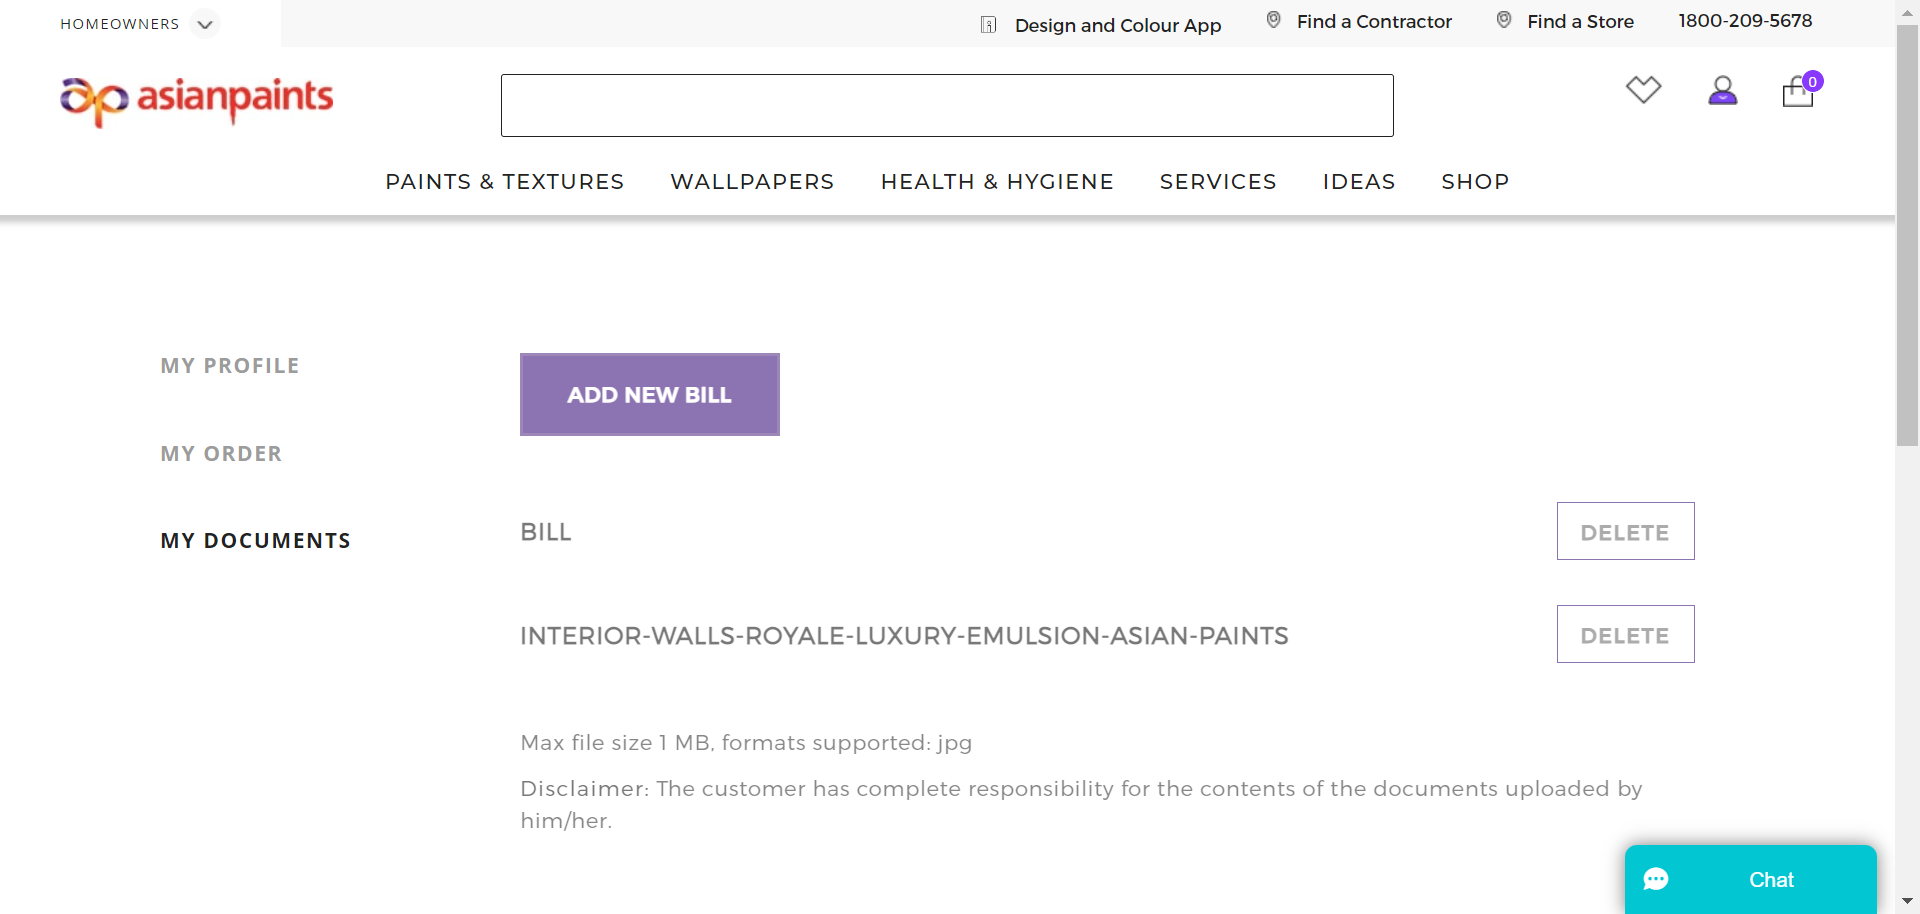 HOMEOWNERS
Design and Colour App
Find a Contractor
Find a Store
1800-209-5678
ap asianpaints
0
PAINTS & TEXTURES
WALLPAPERS
HEALTH & HYGIENE
SERVICES
IDEAS
SHOP
MY PROFILE
MY ORDER
MY DOCUMENTS
ADD NEW BILL
BILL
DELETE
INTERIOR-WALLS-ROYALE-LUXURY-EMULSION-ASIAN-PAINTS
DELETE
Max file size 1 MB, formats supported: jpg
Disclaimer: The customer has complete responsibility for the contents of the documents uploaded by
him/her.
Chat